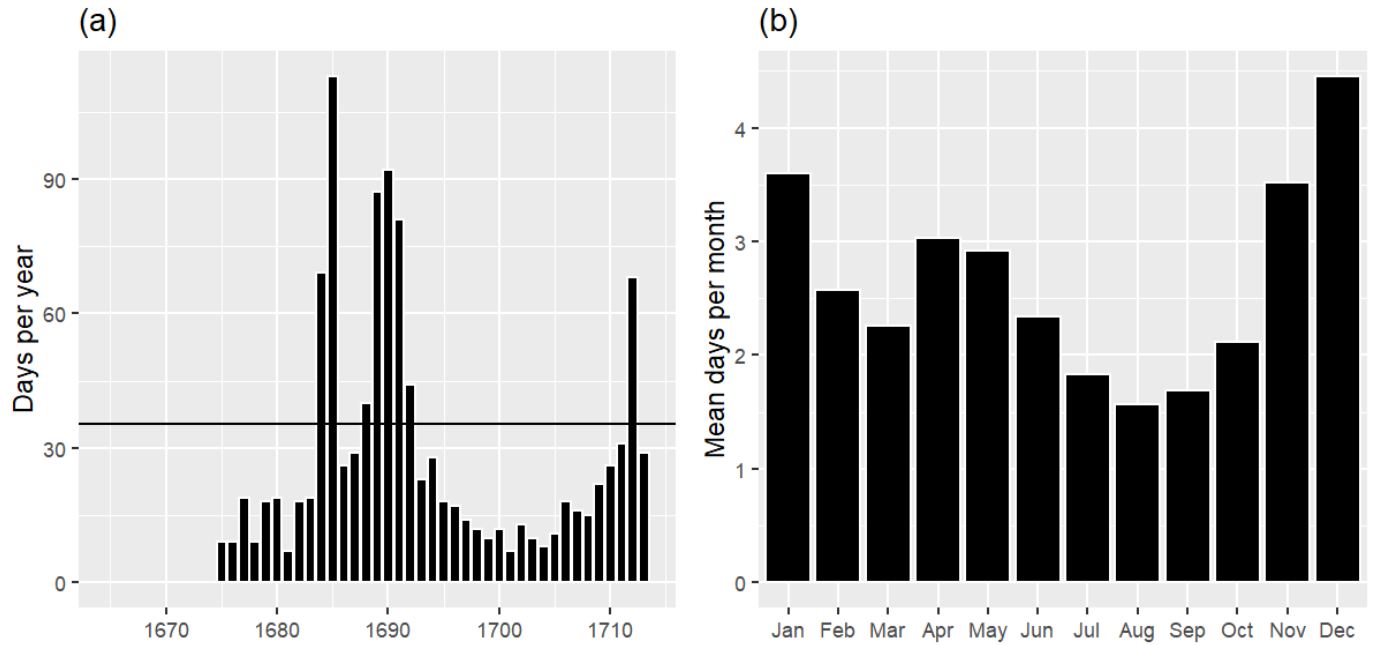 (a)
Days per year
90
60
30
0
1670 1680 1690 1700 1710
(b)
Mean days per month
4
3
2
1
0
Jan Feb Mar Apr May Jun Jul Aug Sep Oct Nov Dec